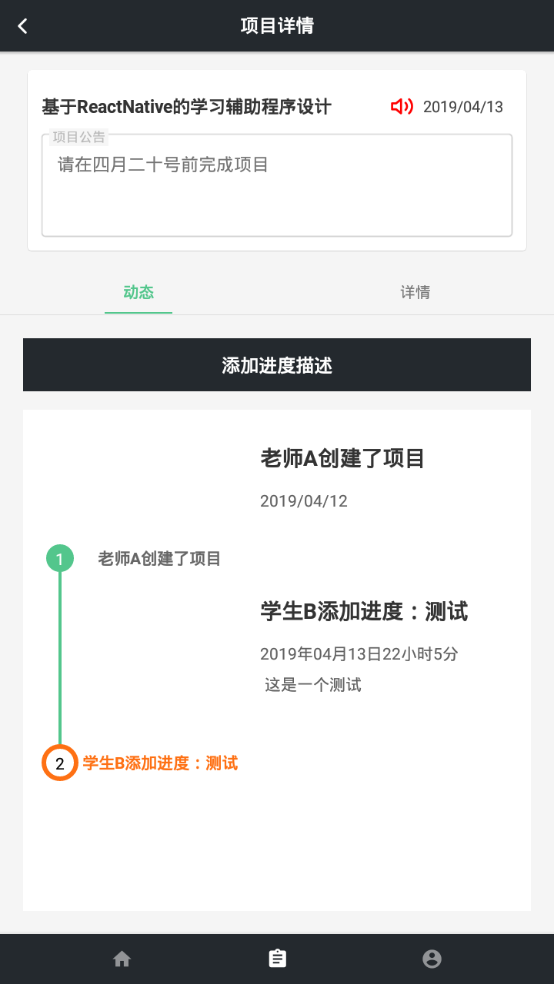 项目详情
基于ReactNative的学习辅助程序设计
2019/04/13
项目公告
请在四月二十号前完成项目
动态
详情
添加进度描述
老师A创建了项目
2019/04/12
1
老师A创建了项目
学生B添加进度：测试
2019年04月13日22小时5分
这是一个测试
2
学生B添加进度：测试